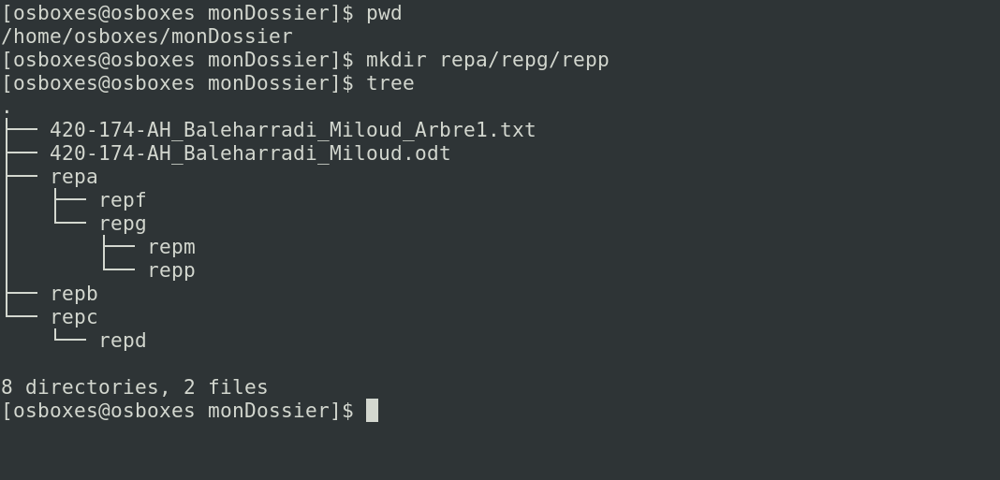 [osboxes@osboxes monDossier]$ pwd
/home/osboxes/monDossier
[osboxes@osboxes monDossier]$ mkdir repa/repg/repp
[osboxes@osboxes monDossier]$ tree
.
├── 420-174-AH_Baleharradi_Miloud_Arbre1.txt
├── 420-174-AH_Baleharradi_Miloud.odt
├── repa
│   ├── repf
│   └── repg
│       ├── repm
│       └── repp
├── repb
└── repc
    └── repd

8 directories, 2 files
[osboxes@osboxes monDossier]$